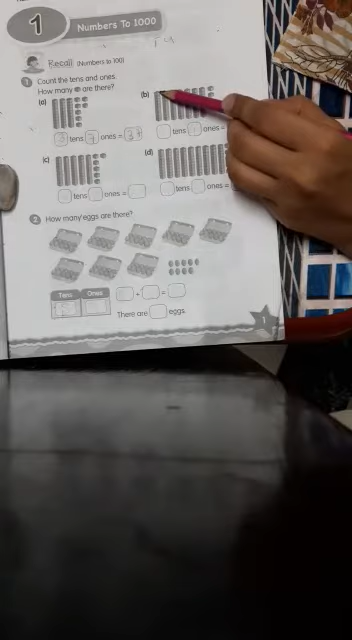 1 Numbers To 1000
Recall (Numbers to 100)
1 Count the tens and ones.
How many are there?
(a) (b)
3 tens 7 ones = 37 tens ones =
(c) (d)
tens ones = tens ones =
2 How many eggs are there?
Tens Ones
+ =
There are eggs.
1